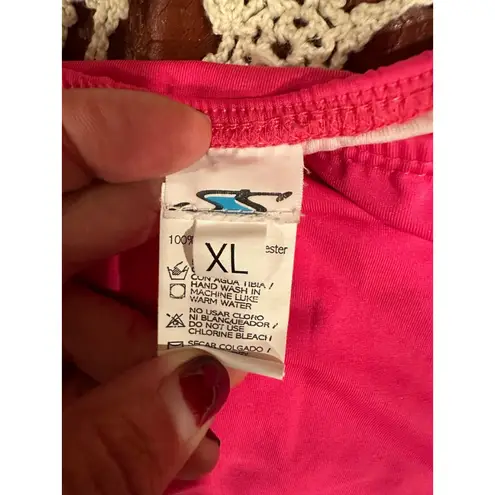 XL
100%
ester
CON AGUA TIBIA /
HAND WASH IN
MACHINE LUKE
WARM WATER
NO USAR CLORO
NI BLANQUEADOR /
DO NOT USE
CHLORINE BLEACH
SECAR COLGADO /